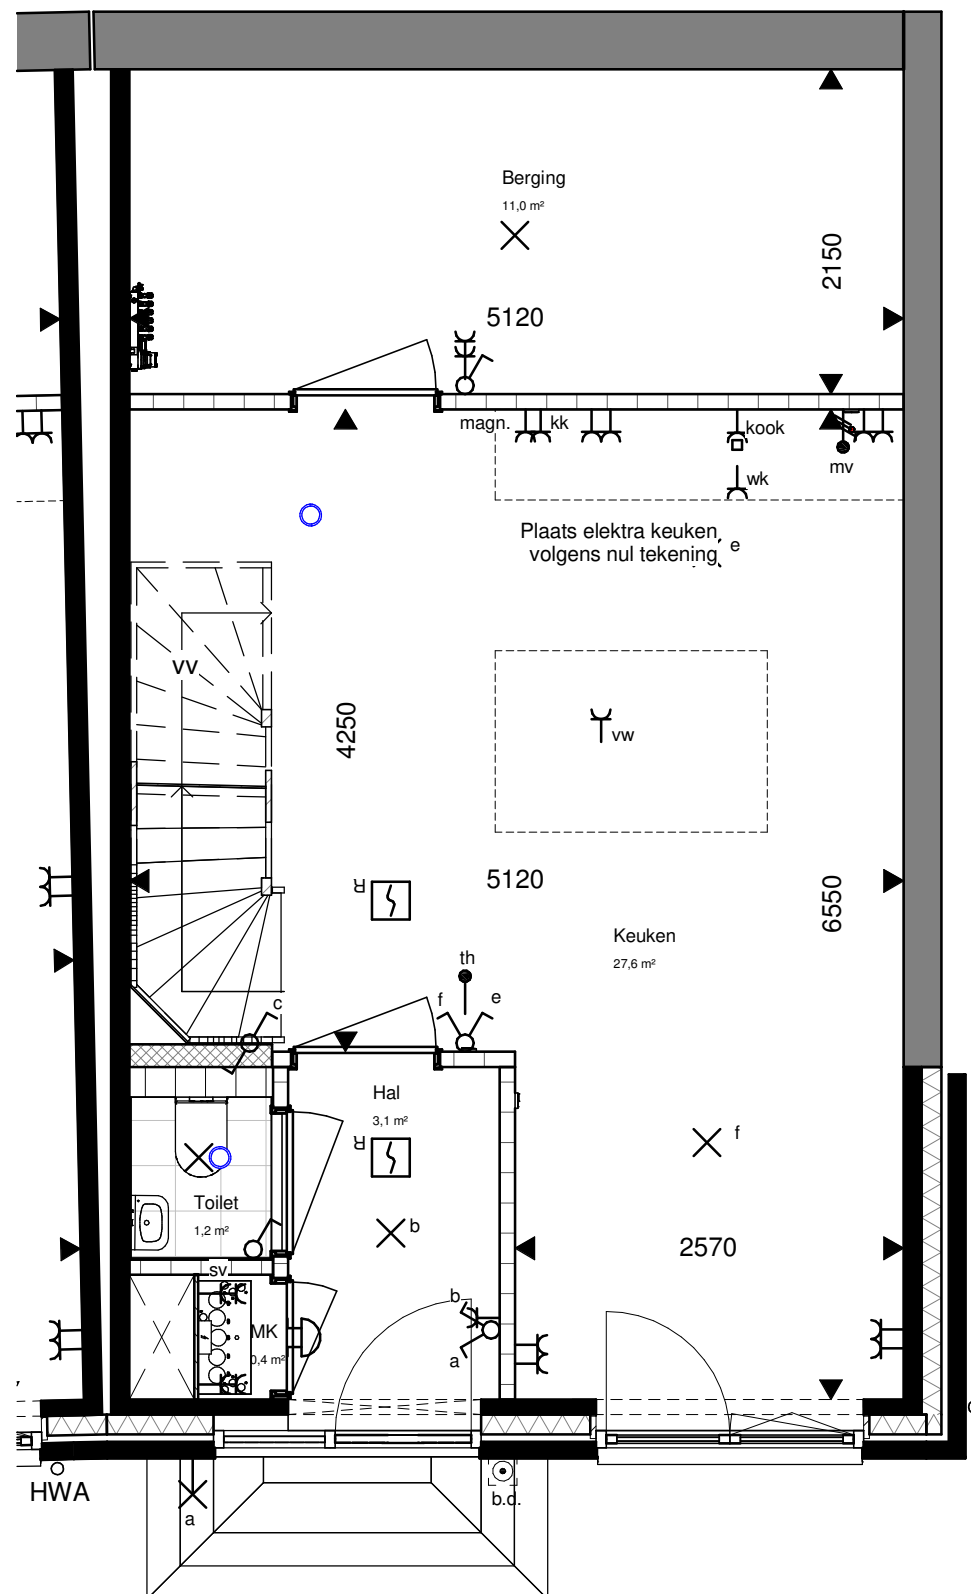 Berging
11,0 m²
2150
5120
magn.
kk
kook
mv
wk
Plaats elektra keuken
volgens nul tekening
e
vv
4250
vw
R
5120
6550
Keuken
27,6 m²
th
f
e
c
Hal
3,1 m²
R
f
Toilet
1,2 m²
b
2570
sv
b
MK
0,4 m²
a
HWA
a
b.d.